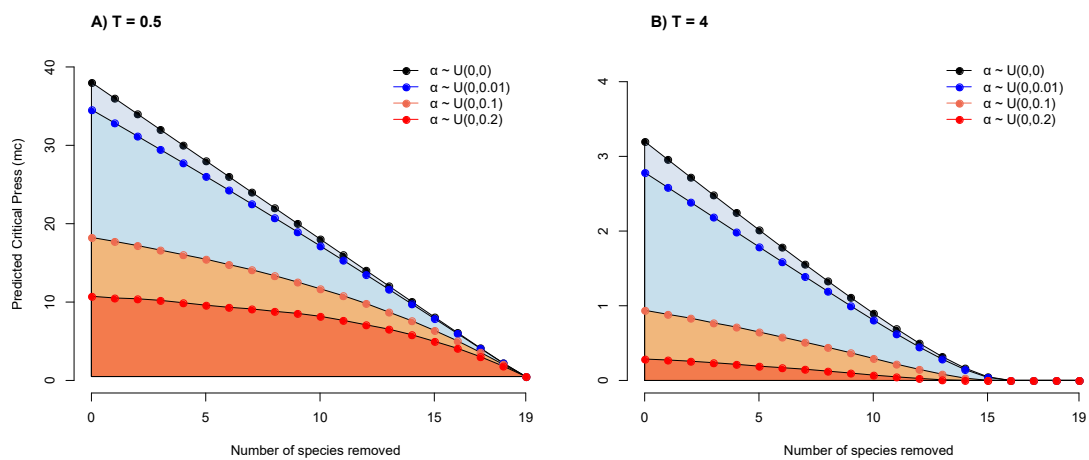 A) T = 0.5
B) T = 4
Predicted Critical Press (mc)
40
30
20
10
0
α ~ U(0,0)
α ~ U(0,0.01)
α ~ U(0,0.1)
α ~ U(0,0.2)
0 5 10 15 19
Number of species removed
4
3
2
1
0
α ~ U(0,0)
α ~ U(0,0.01)
α ~ U(0,0.1)
α ~ U(0,0.2)
0 5 10 15 19
Number of species removed